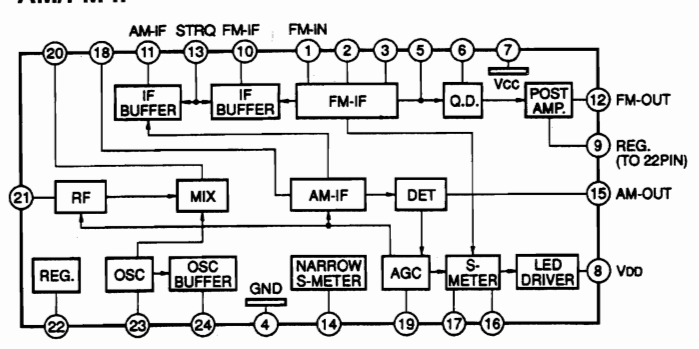 AM-IF STRQ FM-IF FM-IN
20 18 11 13 10 1 2 3 5 6 7
VCC
IF BUFFER
IF BUFFER
FM-IF
Q.D.
POST AMP.
12 FM-OUT
9 REG.
(TO 22PIN)
21
RF
MIX
AM-IF
DET
15 AM-OUT
REG.
OSC
OSC BUFFER
GND
NARROW S-METER
AGC
S-METER
LED DRIVER
8 VDD
22 23 24 4 14 19 17 16